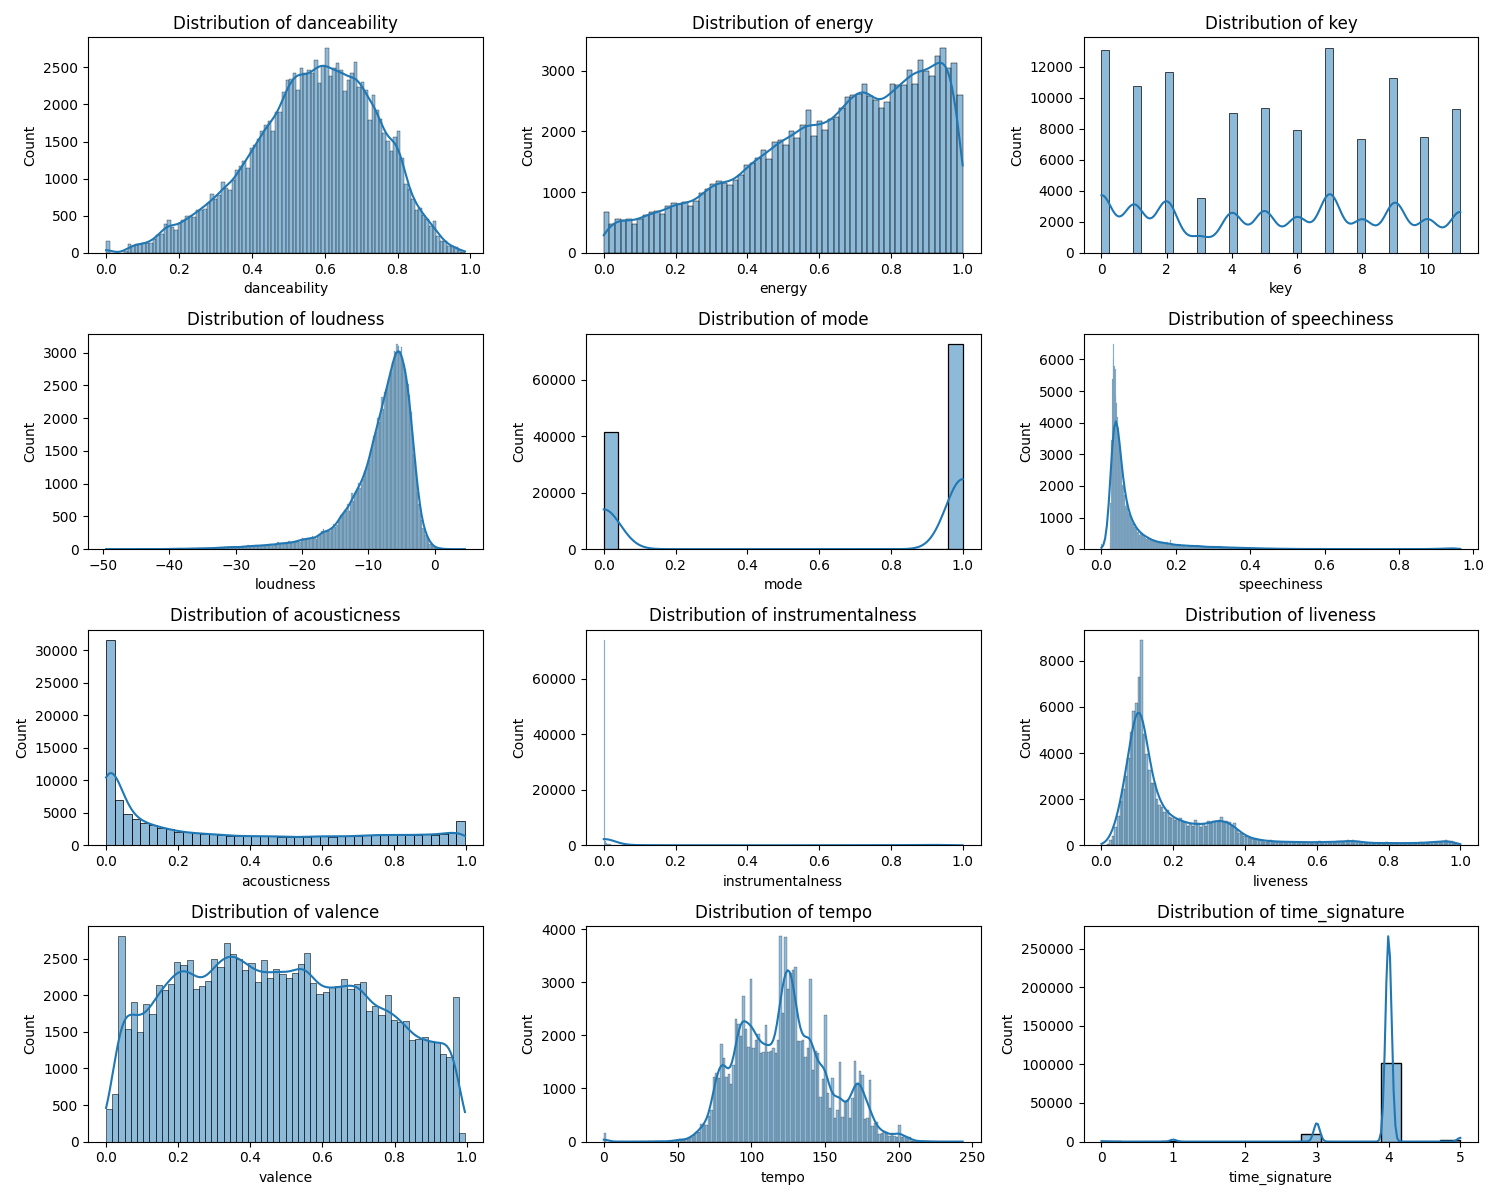 Distribution of danceability
Count
2500
2000
1500
1000
500
0
0.0 0.2 0.4 0.6 0.8 1.0
danceability
Distribution of energy
Count
3000
2000
1000
0
0.0 0.2 0.4 0.6 0.8 1.0
energy
Distribution of key
Count
12000
10000
8000
6000
4000
2000
0
0 2 4 6 8 10
key
Distribution of loudness
Count
3000
2500
2000
1500
1000
500
0
−50 −40 −30 −20 −10 0
loudness
Distribution of mode
Count
60000
40000
20000
0
0.0 0.2 0.4 0.6 0.8 1.0
mode
Distribution of speechiness
Count
6000
5000
4000
3000
2000
1000
0
0.0 0.2 0.4 0.6 0.8 1.0
speechiness
Distribution of acousticness
Count
30000
25000
20000
15000
10000
5000
0
0.0 0.2 0.4 0.6 0.8 1.0
acousticness
Distribution of instrumentalness
Count
60000
40000
20000
0
0.0 0.2 0.4 0.6 0.8 1.0
instrumentalness
Distribution of liveness
Count
8000
6000
4000
2000
0
0.0 0.2 0.4 0.6 0.8 1.0
liveness
Distribution of valence
Count
2500
2000
1500
1000
500
0
0.0 0.2 0.4 0.6 0.8 1.0
valence
Distribution of tempo
Count
4000
3000
2000
1000
0
0 50 100 150 200 250
tempo
Distribution of time_signature
Count
250000
200000
150000
100000
50000
0
0 1 2 3 4 5
time_signature